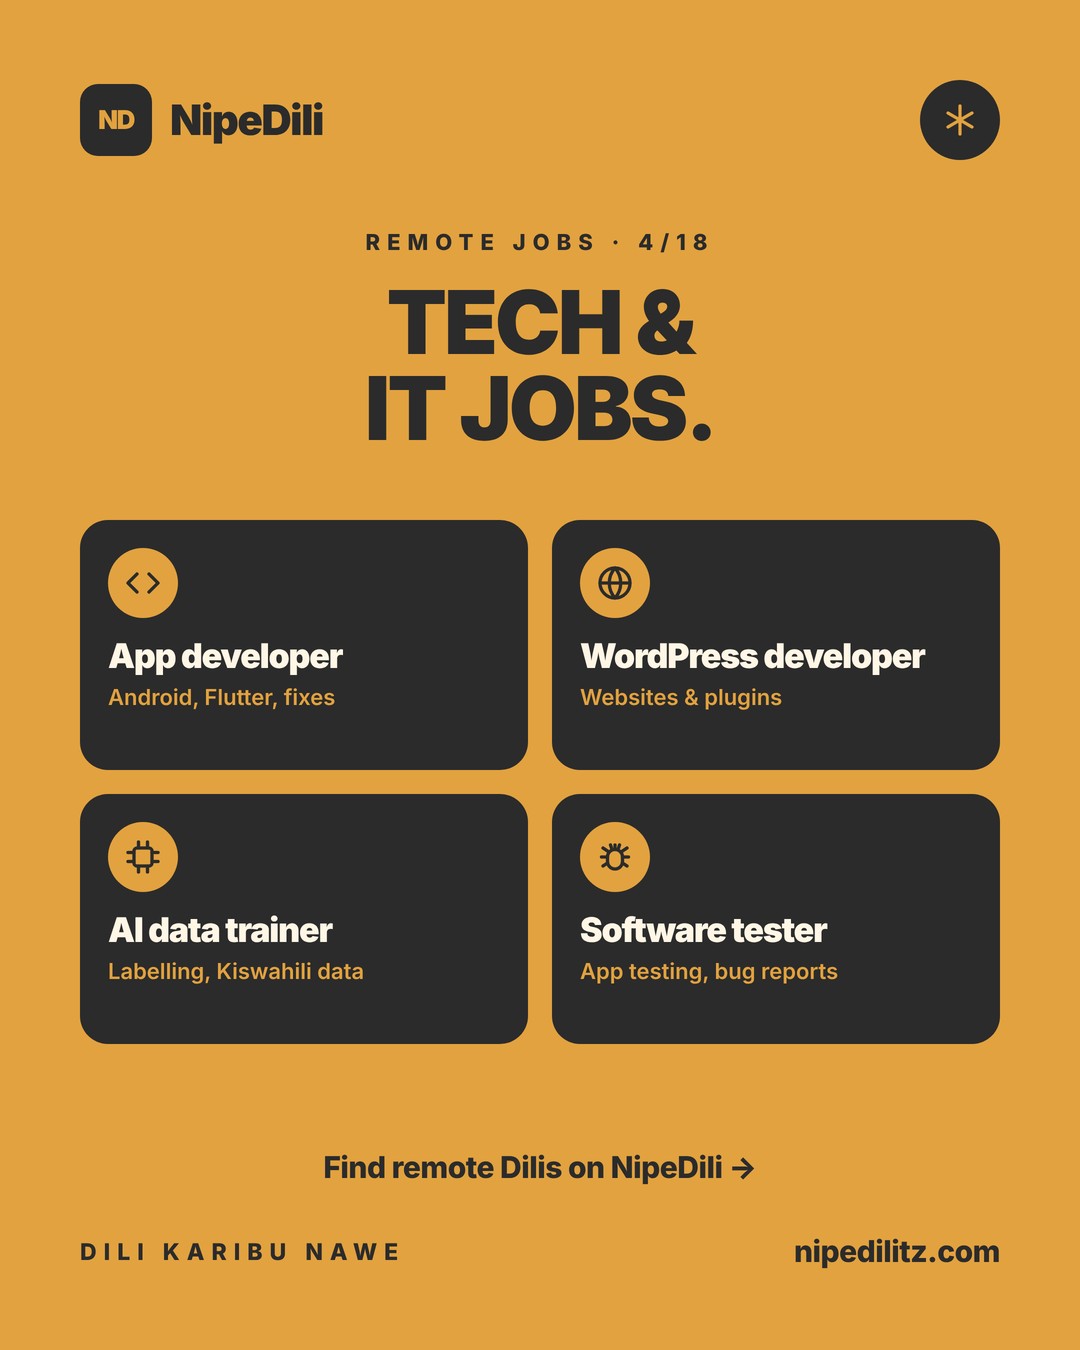 ND NipeDili
REMOTE JOBS · 4/18
TECH &
IT JOBS.
App developer
Android, Flutter, fixes
WordPress developer
Websites & plugins
AI data trainer
Labelling, Kiswahili data
Software tester
App testing, bug reports
Find remote Dilis on NipeDili →
DILI KARIBU NAWE
nipedilitz.com